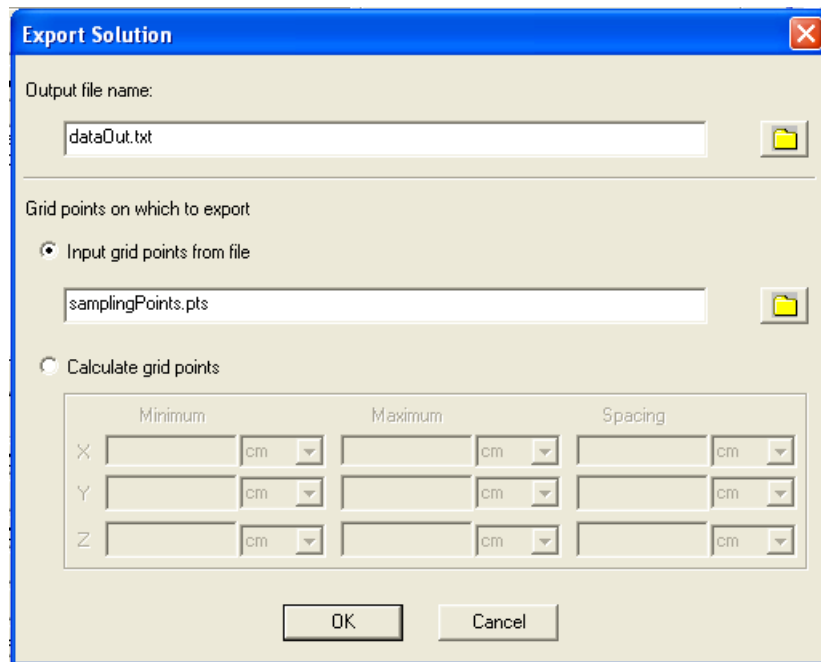 Export Solution
Output file name:
dataOut.txt
Grid points on which to export
Input grid points from file
samplingPoints.pts
Calculate grid points
Minimum Maximum Spacing
X cm cm cm
Y cm cm cm
Z cm cm cm
OK Cancel